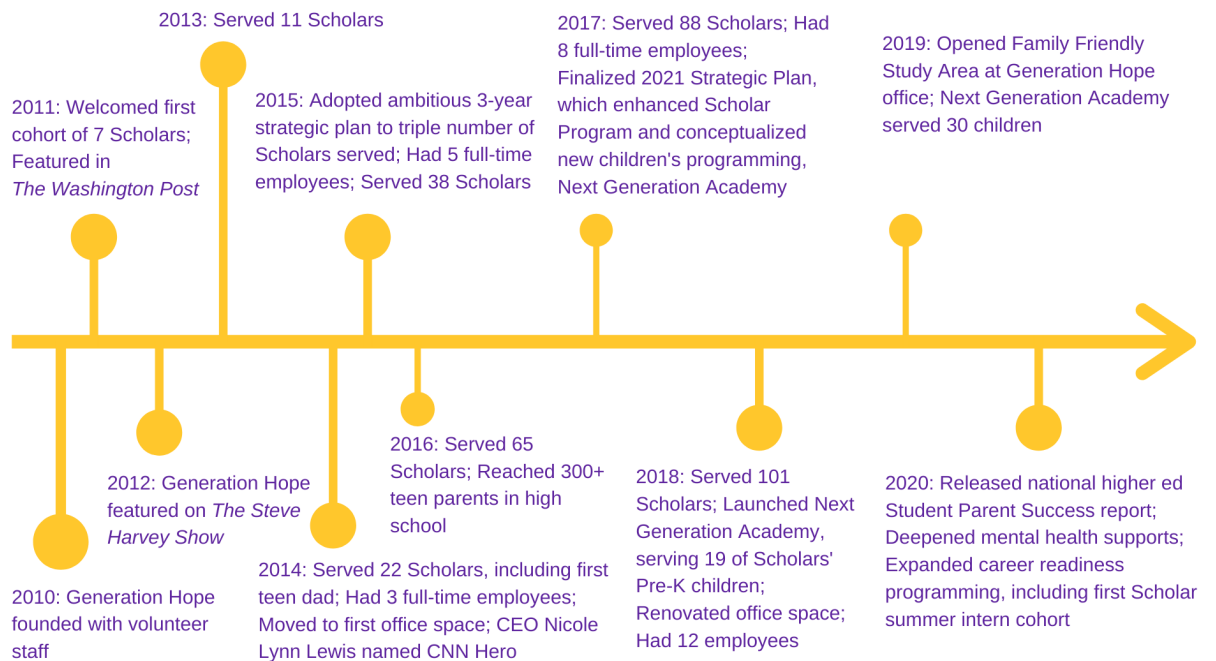 2013: Served 11 Scholars
2011: Welcomed first
cohort of 7 Scholars;
Featured in
The Washington Post
2015: Adopted ambitious 3-year
strategic plan to triple number of
Scholars served; Had 5 full-time
employees; Served 38 Scholars
2017: Served 88 Scholars; Had
8 full-time employees;
Finalized 2021 Strategic Plan,
which enhanced Scholar
Program and conceptualized
new children's programming,
Next Generation Academy
2019: Opened Family Friendly
Study Area at Generation Hope
office; Next Generation Academy
served 30 children
2010: Generation Hope
founded with volunteer
staff
2012: Generation Hope
featured on The Steve
Harvey Show
2014: Served 22 Scholars, including first
teen dad; Had 3 full-time employees;
Moved to first office space; CEO Nicole
Lynn Lewis named CNN Hero
2016: Served 65
Scholars; Reached 300+
teen parents in high
school
2018: Served 101
Scholars; Launched Next
Generation Academy,
serving 19 of Scholars'
Pre-K children;
Renovated office space;
Had 12 employees
2020: Released national higher ed
Student Parent Success report;
Deepened mental health supports;
Expanded career readiness
programming, including first Scholar
summer intern cohort